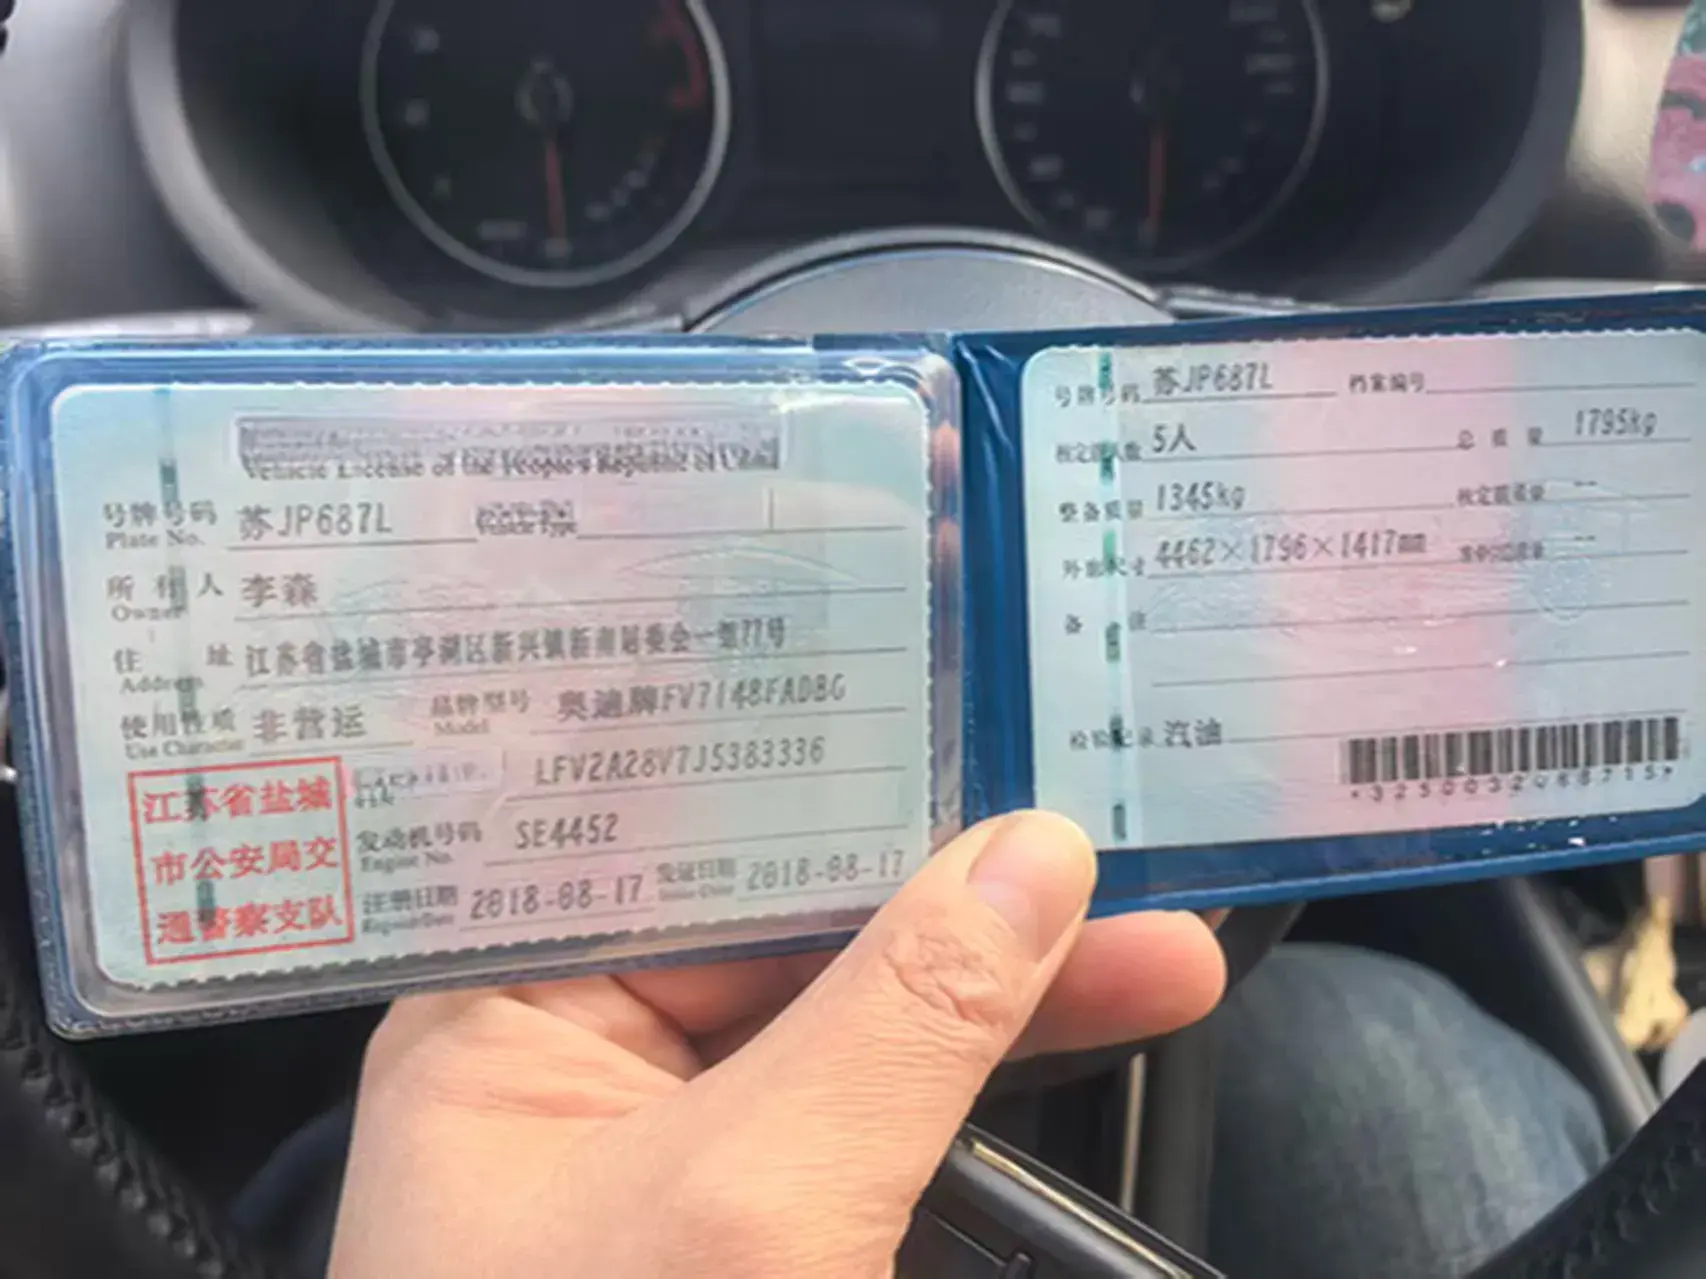 Vehicle License of the People's Republic of China
号牌号码 苏JP687L
Plate No. Vehicle Type
所有人 李森
Owner
住址 江苏省盐城市亭湖区新兴镇新南居委会一组77号
Address
使用性质 非营运 品牌型号 奥迪牌FV7148FADBG
Use Character Model
LFV2A28V7J5383336
发动机号码 SE4452
Engine No.
注册日期 2018-08-17 发证日期 2018-08-17
Register Date Issue Date
江苏省盐城
市公安局交
通警察支队
号牌号码 苏JP687L 档案编号
核定载人数 5人 总质量 1795kg
整备质量 1345kg 核定载质量 --
外廓尺寸 4462×1796×1417mm --
备注
检验记录 汽油